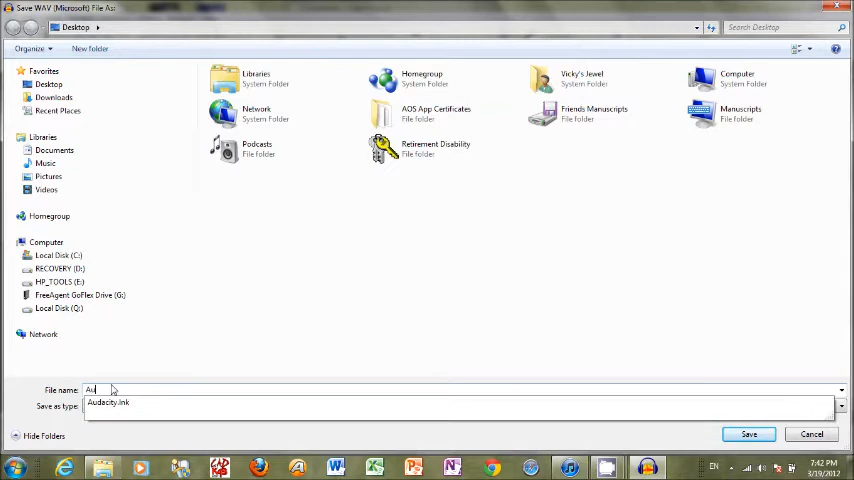 Save WAV (Microsoft) File As:
Desktop
Search Desktop
Organize
New folder
Favorites
Desktop
Downloads
Recent Places
Libraries
Documents
Music
Pictures
Videos
Homegroup
Computer
Local Disk (C:)
RECOVERY (D:)
HP_TOOLS (E:)
FreeAgent GoFlex Drive (G:)
Local Disk (Q:)
Network
Libraries
System Folder
Homegroup
System Folder
Vicky's Jewel
System Folder
Computer
System Folder
Network
System Folder
AOS App Certificates
File folder
Friends Manuscripts
File folder
Manuscripts
File folder
Podcasts
File folder
Retirement Disability
File folder
File name: Au
Audacity.lnk
Save as type:
Hide Folders
Save
Cancel
EN
7:42 PM
3/19/2012